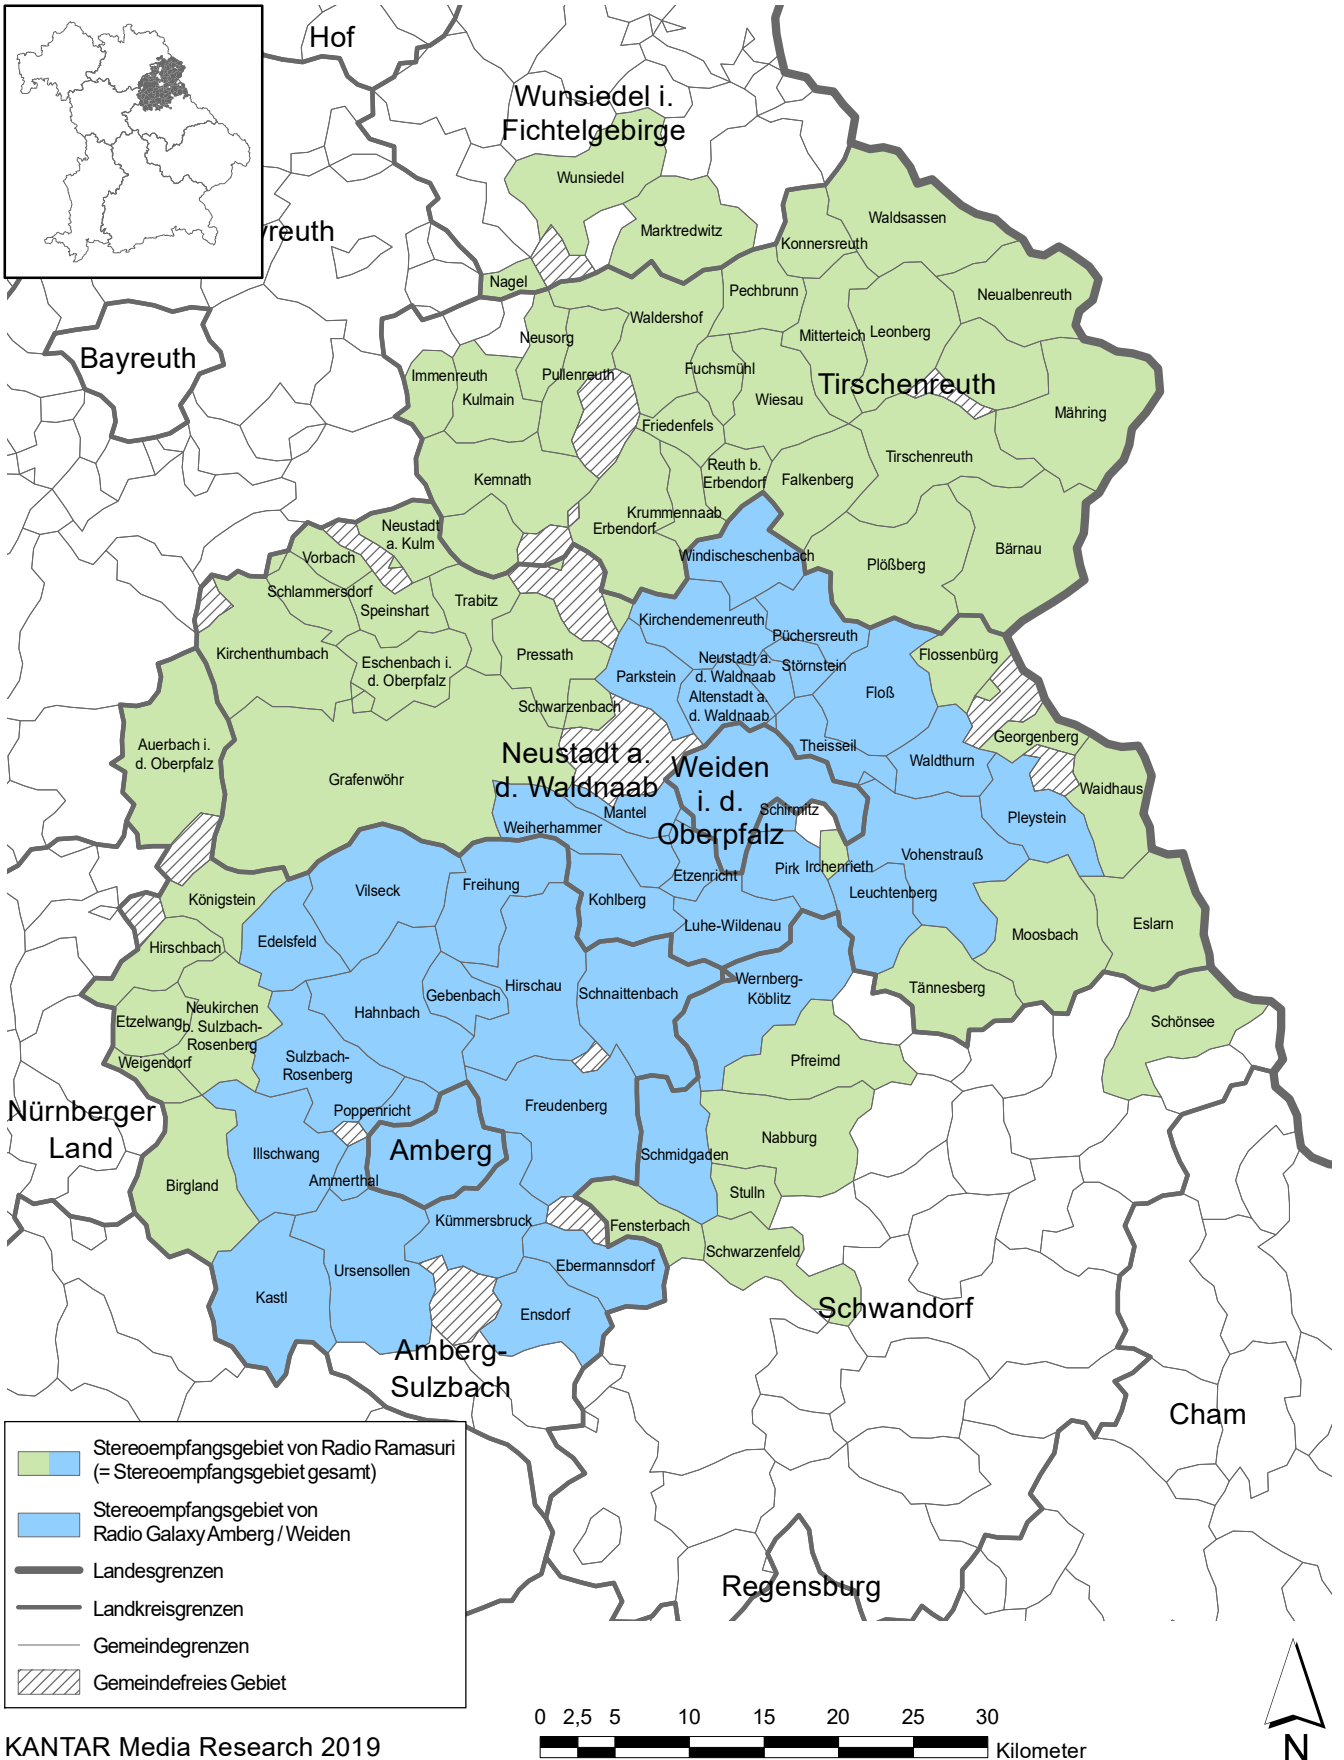 Hof
Wunsiedel i.
Fichtelgebirge
Wunsiedel
Waldsassen
Marktredwitz
Konnersreuth
yreuth
Nagel
Pechbrunn
Neualbenreuth
Waldershof
Neusorg
Mitterteich
Leonberg
Bayreuth
Immenreuth
Pullenreuth
Fuchsmühl
Tirschenreuth
Kulmain
Wiesau
Mähring
Friedenfels
Tirschenreuth
Kemnath
Reuth b.
Erbendorf
Falkenberg
Krummennaab
Neustadt
a. Kulm
Erbendorf
Bärnau
Vorbach
Windischeschenbach
Plößberg
Schlammersdorf
Speinshart
Trabitz
Kirchendemenreuth
Püchersreuth
Kirchenthumbach
Eschenbach i.
d. Oberpfalz
Pressath
Neustadt a.
d. Waldnaab
Störnstein
Flossenbürg
Parkstein
Floß
Altenstadt a.
d. Waldnaab
Schwarzenbach
Georgenberg
Auerbach i.
d. Oberpfalz
Neustadt a.
d. Waldnaab
Theisseil
Waldthurn
Grafenwöhr
Weiden
i. d.
Oberpfalz
Waidhaus
Mantel
Schirmitz
Pleystein
Weiherhammer
Vohenstrauß
Etzenricht
Pirk
Irchenrieth
Vilseck
Freihung
Leuchtenberg
Königstein
Kohlberg
Luhe-Wildenau
Eslarn
Edelsfeld
Moosbach
Hirschbach
Wernberg-
Köblitz
Tännesberg
Gebenbach
Hirschau
Schnaittenbach
Neukirchen
b. Sulzbach-
Rosenberg
Etzelwang
Hahnbach
Schönsee
Weigendorf
Sulzbach-
Rosenberg
Pfreimd
Nürnberger
Land
Poppenricht
Freudenberg
Amberg
Nabburg
Illschwang
Schmidgaden
Ammerthal
Birgland
Stulln
Kümmersbruck
Fensterbach
Schwarzenfeld
Ursensollen
Ebermannsdorf
Kastl
Ensdorf
Schwandorf
Amberg-
Sulzbach
Cham
Regensburg
Stereoempfangsgebiet von Radio Ramasuri
(= Stereoempfangsgebiet gesamt)
Stereoempfangsgebiet von
Radio Galaxy Amberg / Weiden
Landesgrenzen
Landkreisgrenzen
Gemeindegrenzen
Gemeindefreies Gebiet
0 2,5 5 10 15 20 25 30
Kilometer
N
KANTAR Media Research 2019